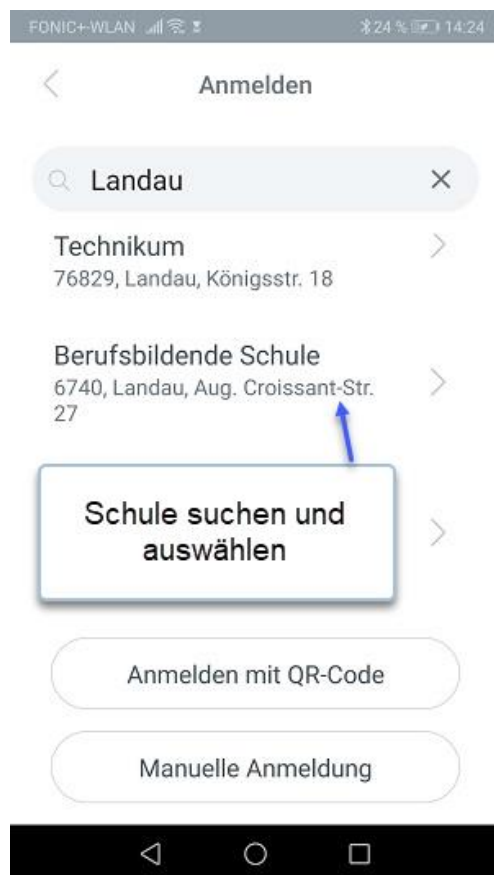 FONIC+-WLAN 24 % 14:24
Anmelden
Landau
Technikum
76829, Landau, Königsstr. 18
Berufsbildende Schule
6740, Landau, Aug. Croissant-Str.
27
Schule suchen und
auswählen
Anmelden mit QR-Code
Manuelle Anmeldung